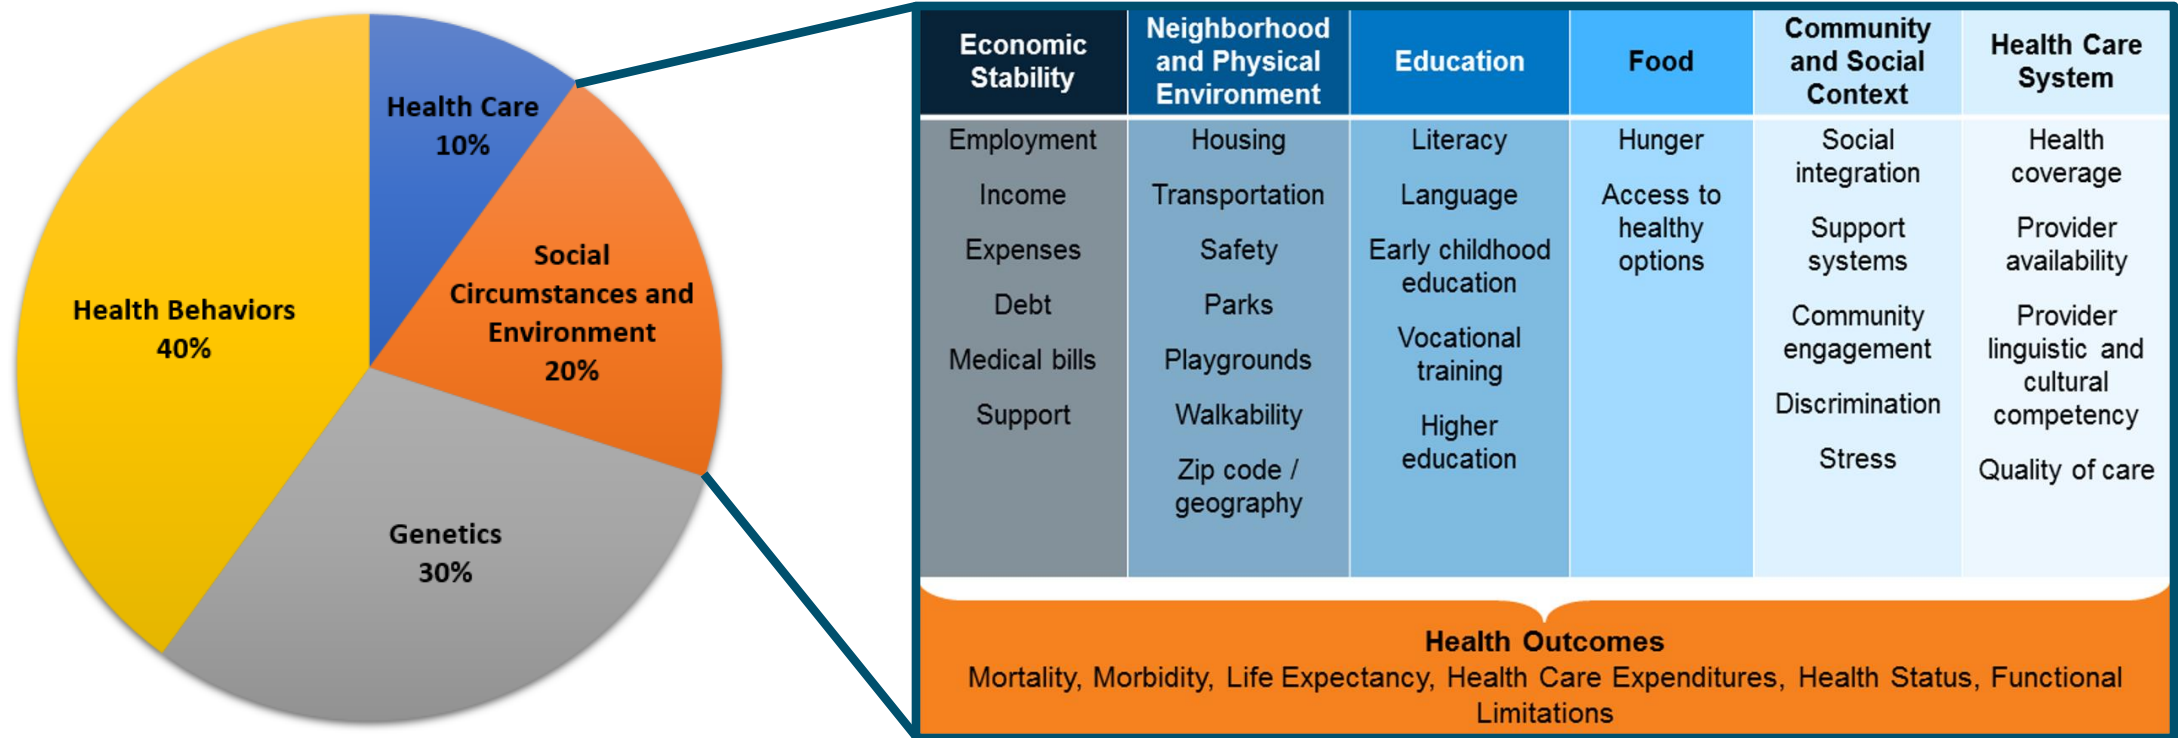 Health Care
10%
Social
Circumstances and
Environment
20%
Health Behaviors
40%
Genetics
30%
Economic
Stability
Employment
Income
Expenses
Debt
Medical bills
Support
Neighborhood
and Physical
Environment
Housing
Transportation
Safety
Parks
Playgrounds
Walkability
Zip code /
geography
Education
Literacy
Language
Early childhood
education
Vocational
training
Higher
education
Food
Hunger
Access to
healthy
options
Community
and Social
Context
Social
integration
Support
systems
Community
engagement
Discrimination
Stress
Health Care
System
Health
coverage
Provider
availability
Provider
linguistic and
cultural
competency
Quality of care
Health Outcomes
Mortality, Morbidity, Life Expectancy, Health Care Expenditures, Health Status, Functional
Limitations